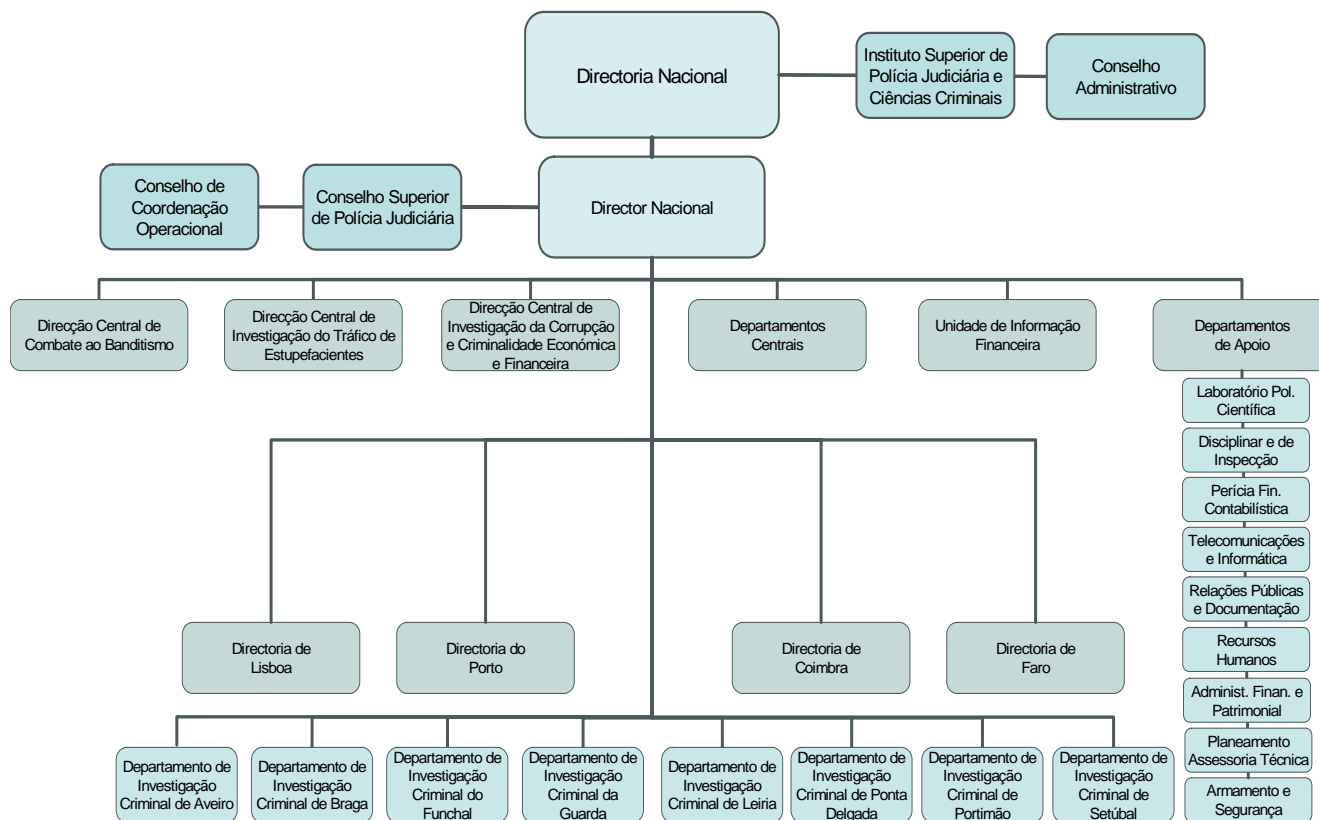 Directoria Nacional
Instituto Superior de
Polícia Judiciária e
Ciências Criminais
Conselho
Administrativo
Conselho de
Coordenação
Operacional
Conselho Superior
de Polícia Judiciária
Director Nacional
Direcção Central de
Combate ao Banditismo
Direcção Central de
Investigação do Tráfico de
Estupefacientes
Direcção Central de
Investigação da Corrupção
e Criminalidade Económica
e Financeira
Departamentos
Centrais
Unidade de Informação
Financeira
Departamentos
de Apoio
Laboratório Pol.
Científica
Disciplinar e de
Inspecção
Perícia Fin.
Contabilística
Telecomunicações
e Informática
Relações Públicas
e Documentação
Recursos
Humanos
Administ. Finan. e
Patrimonial
Planeamento
Assessoria Técnica
Armamento e
Segurança
Directoria de
Lisboa
Directoria do
Porto
Directoria de
Coimbra
Directoria de
Faro
Departamento de
Investigação
Criminal de Aveiro
Departamento de
Investigação
Criminal de Braga
Departamento de
Investigação
Criminal do
Funchal
Departamento de
Investigação
Criminal da
Guarda
Departamento de
Investigação
Criminal de Leiria
Departamento de
Investigação
Criminal de Ponta
Delgada
Departamento de
Investigação
Criminal de
Portimão
Departamento de
Investigação
Criminal de
Setúbal